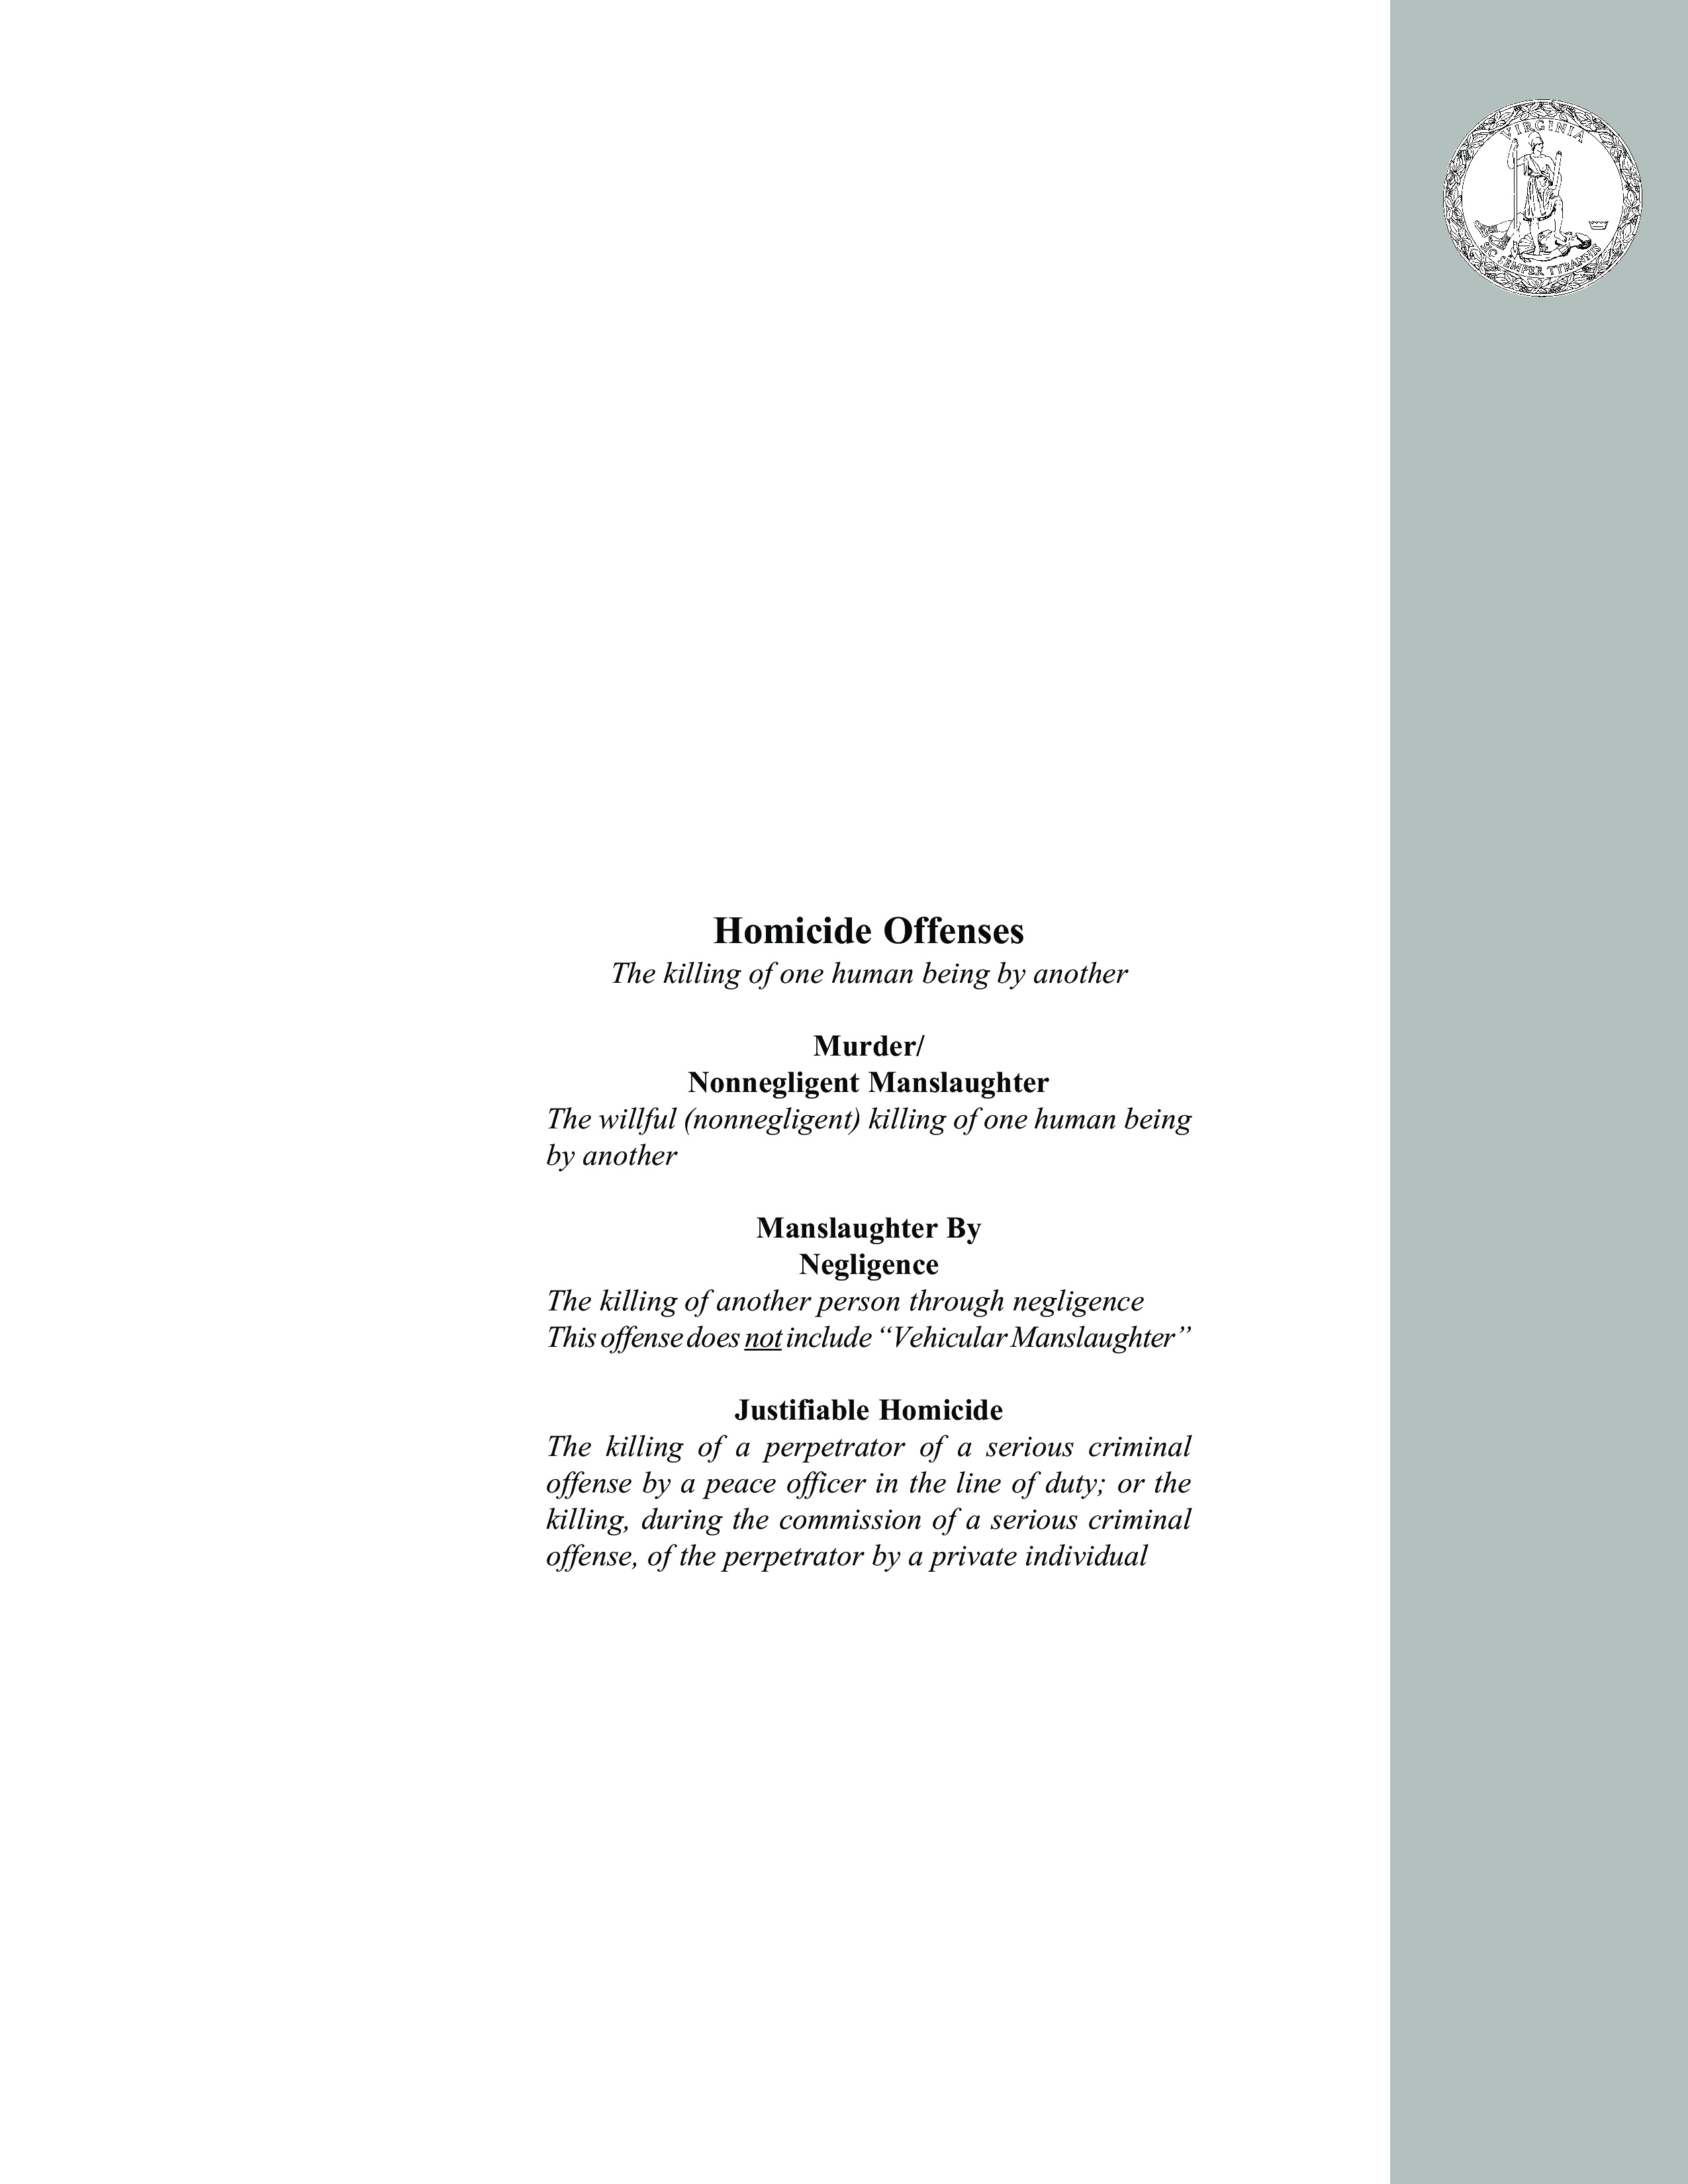 VIRGINIA
SIC SEMPER TYRANNIS
Homicide Offenses
The killing of one human being by another
Murder/
Nonnegligent Manslaughter
The willful (nonnegligent) killing of one human being
by another
Manslaughter By
Negligence
The killing of another person through negligence
This offense does not include “Vehicular Manslaughter”
Justifiable Homicide
The killing of a perpetrator of a serious criminal
offense by a peace officer in the line of duty; or the
killing, during the commission of a serious criminal
offense, of the perpetrator by a private individual